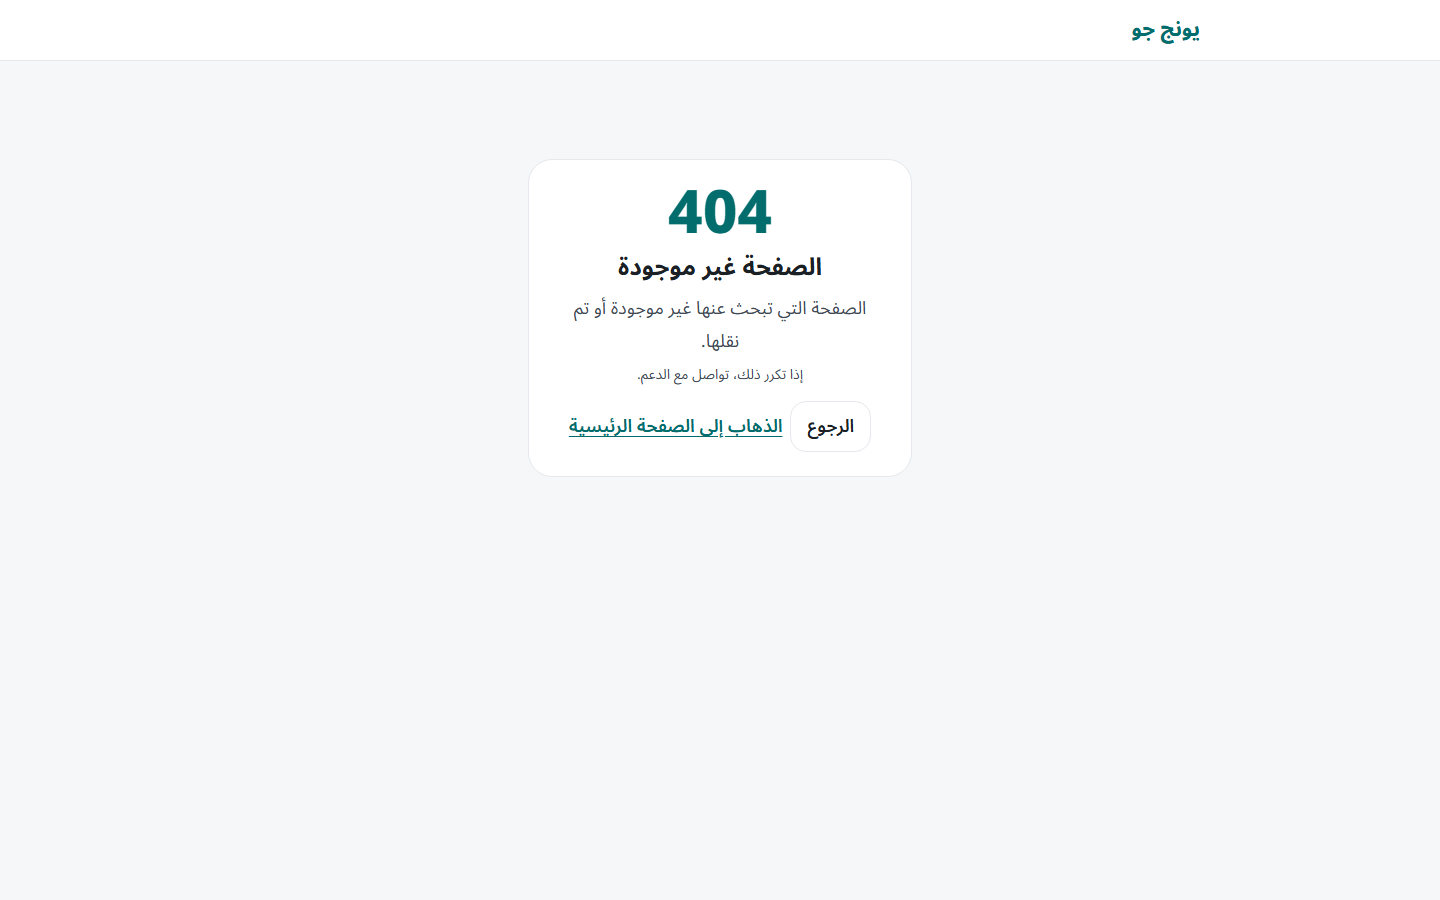 يونج جو
404
الصفحة غير موجودة
الصفحة التي تبحث عنها غير موجودة أو تم
نقلها.
إذا تكرر ذلك، تواصل مع الدعم.
الرجوع
الذهاب إلى الصفحة الرئيسية